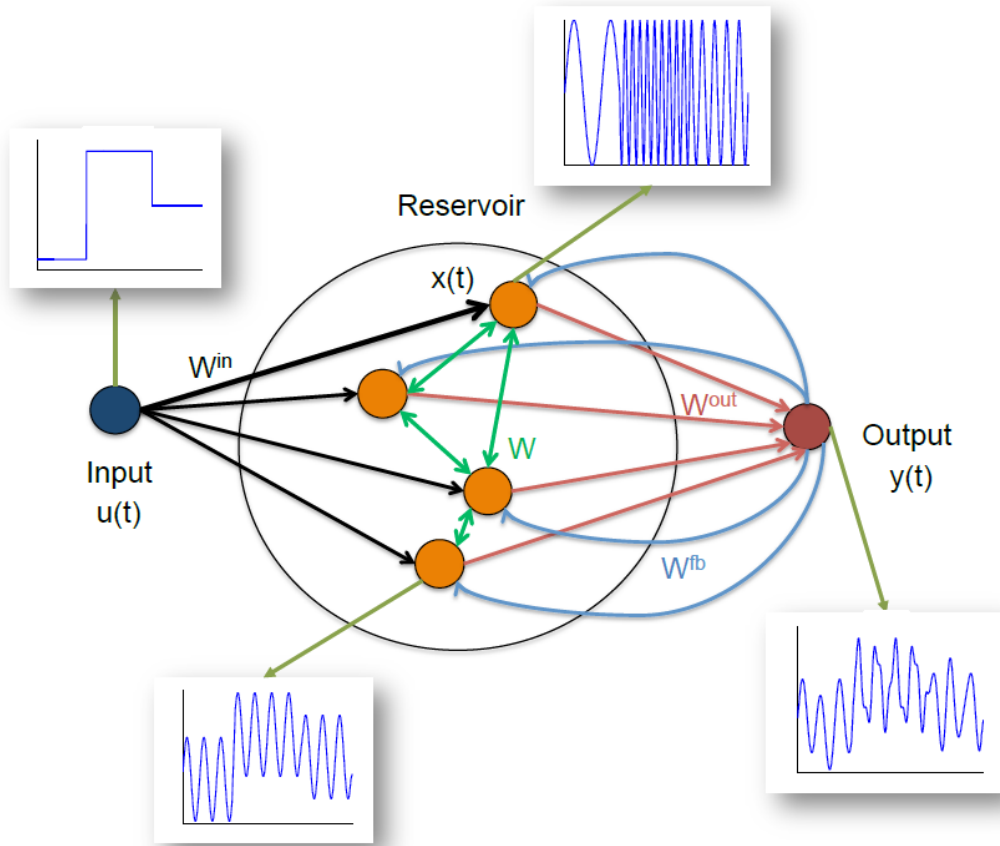 Reservoir
x(t)
W^in
W^out
W
Input
u(t)
Output
y(t)
W^fb